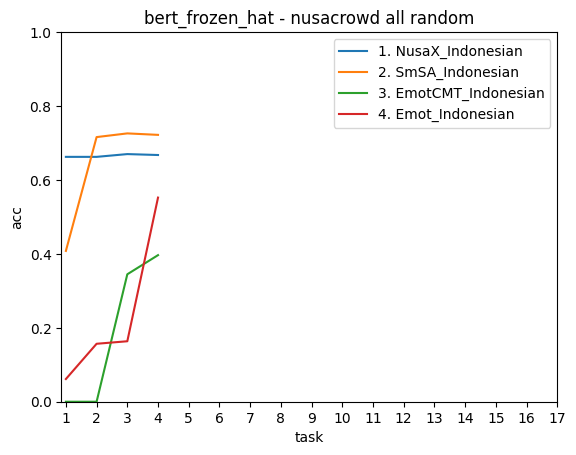 bert_frozen_hat - nusacrowd all random
1.0
0.8
0.6
0.4
0.2
0.0
acc
1. NusaX_Indonesian
2. SmSA_Indonesian
3. EmotCMT_Indonesian
4. Emot_Indonesian
1 2 3 4 5 6 7 8 9 10 11 12 13 14 15 16 17
task